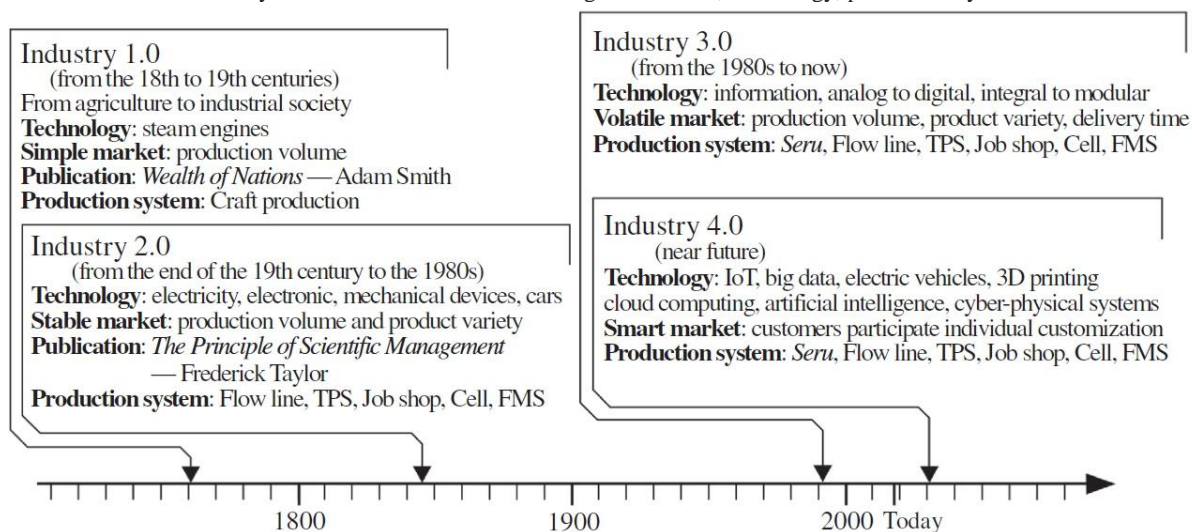 Industry 1.0
(from the 18th to 19th centuries)
From agriculture to industrial society
Technology: steam engines
Simple market: production volume
Publication: Wealth of Nations — Adam Smith
Production system: Craft production
Industry 2.0
(from the end of the 19th century to the 1980s)
Technology: electricity, electronic, mechanical devices, cars
Stable market: production volume and product variety
Publication: The Principle of Scientific Management
— Frederick Taylor
Production system: Flow line, TPS, Job shop, Cell, FMS
Industry 3.0
(from the 1980s to now)
Technology: information, analog to digital, integral to modular
Volatile market: production volume, product variety, delivery time
Production system: Seru, Flow line, TPS, Job shop, Cell, FMS
Industry 4.0
(near future)
Technology: IoT, big data, electric vehicles, 3D printing
cloud computing, artificial intelligence, cyber-physical systems
Smart market: customers participate individual customization
Production system: Seru, Flow line, TPS, Job shop, Cell, FMS
1800 1900 2000 Today